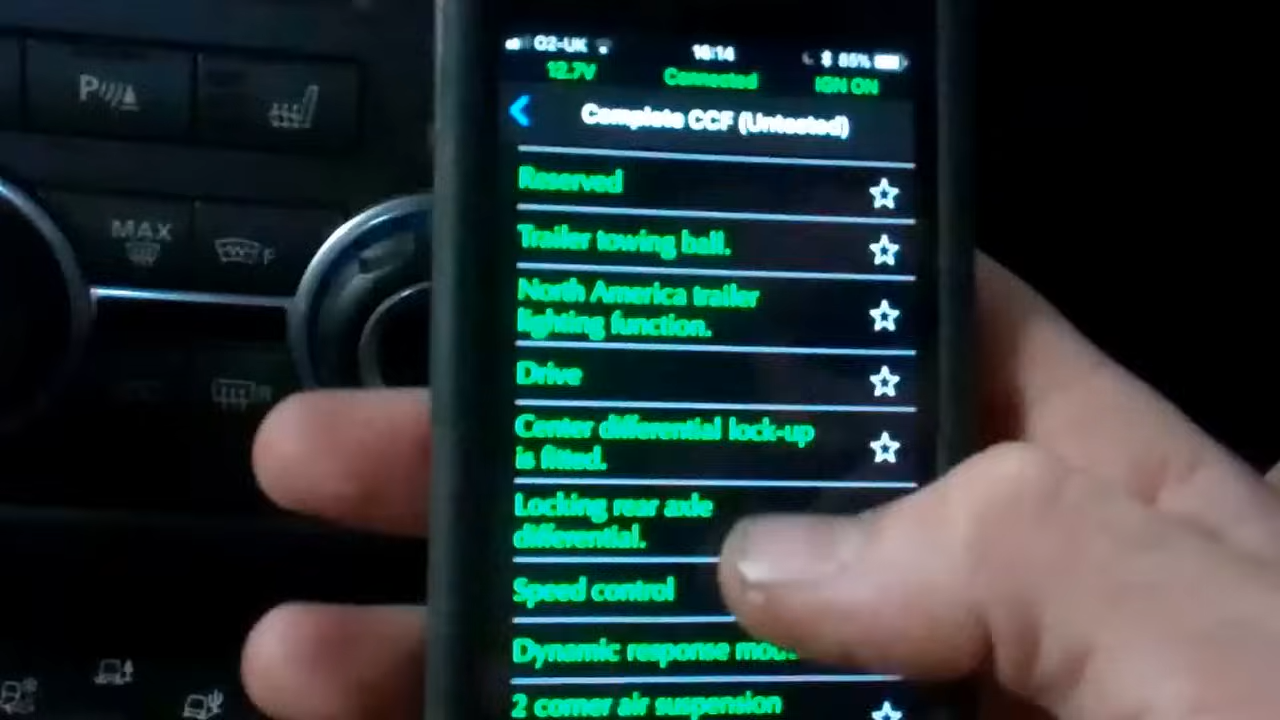 O2-UK 16:14 85%
12.7V Connected IGN ON
Complete CCF (Untested)
Reserved
Trailer towing ball.
North America trailer
lighting function.
Drive
Center differential lock-up
is fitted.
Locking rear axle
differential.
Speed control
Dynamic response
2 corner air suspension
P
MAX
F
R